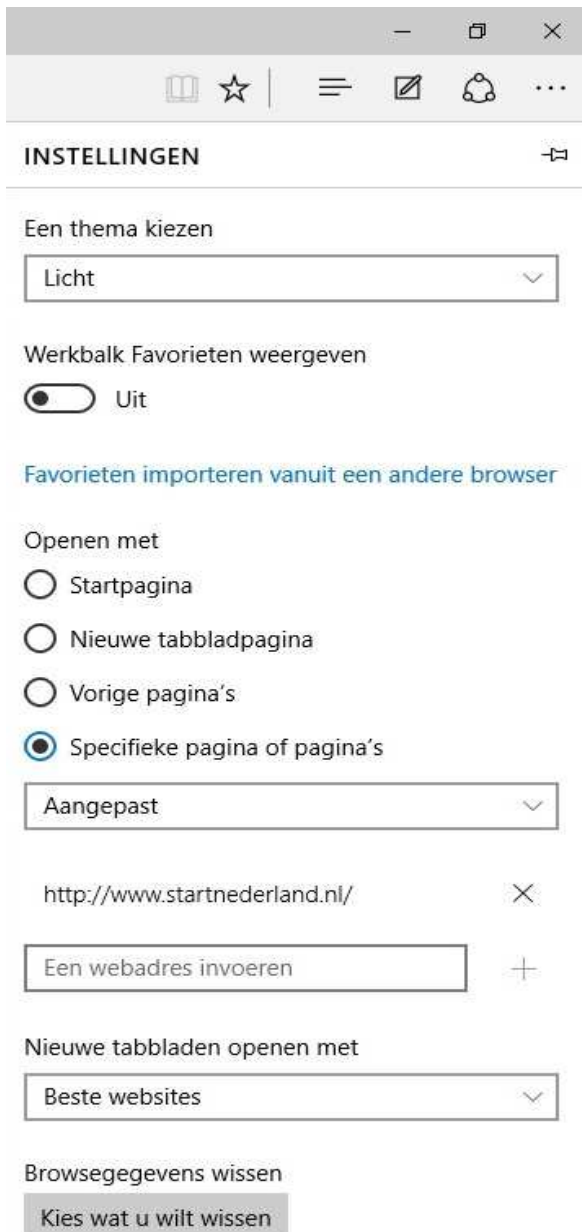 INSTELLINGEN
Een thema kiezen
Licht
Werkbalk Favorieten weergeven
Uit
Favorieten importeren vanuit een andere browser
Openen met
Startpagina
Nieuwe tabbladpagina
Vorige pagina's
Specifieke pagina of pagina's
Aangepast
http://www.startnederland.nl/
Een webadres invoeren
Nieuwe tabbladen openen met
Beste websites
Browsegegevens wissen
Kies wat u wilt wissen